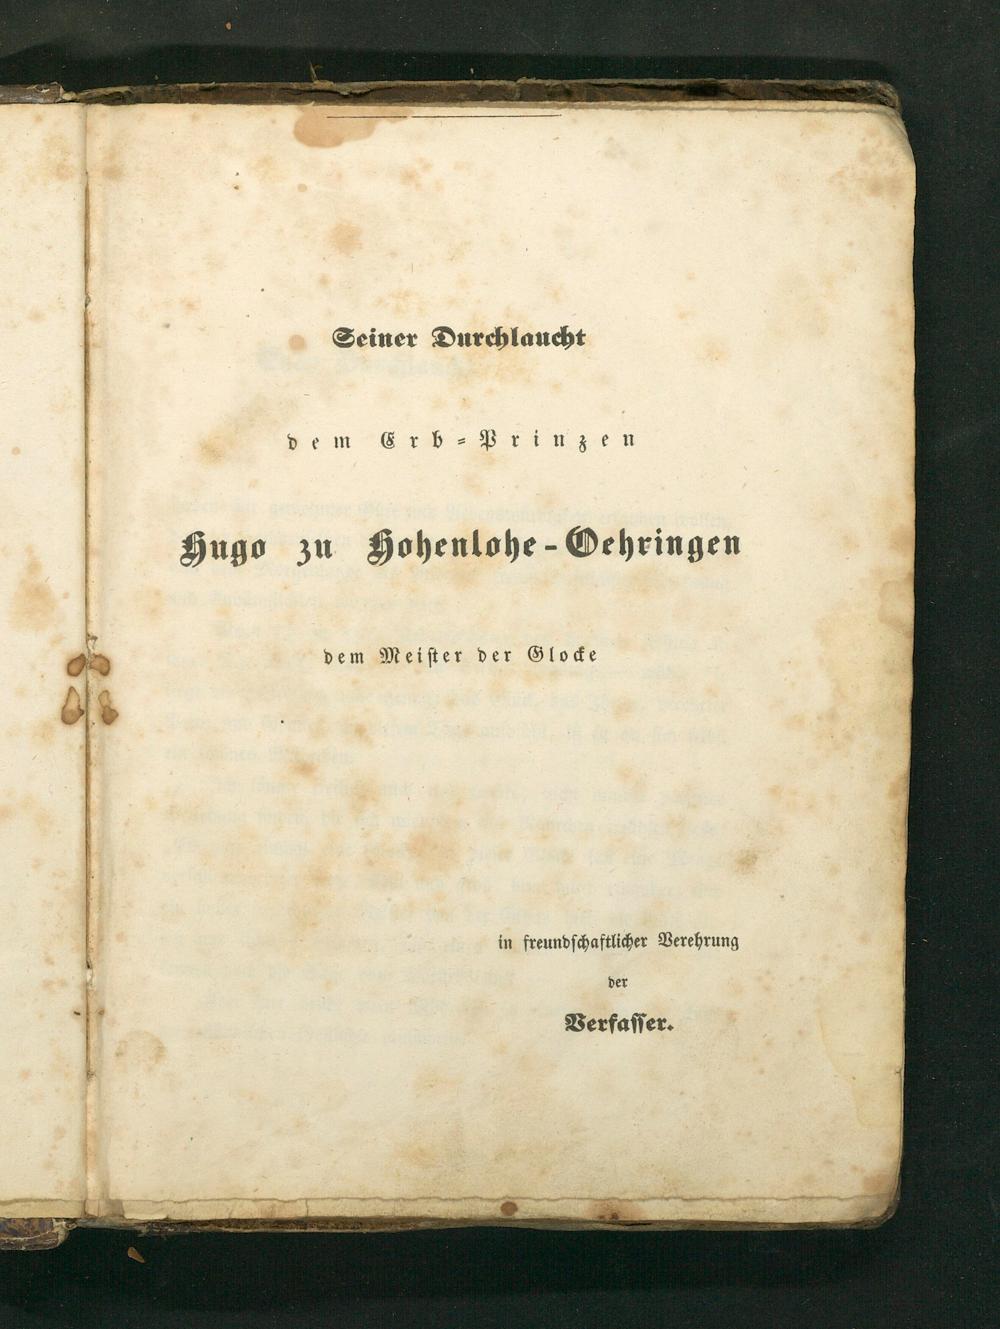 Seiner Durchlaucht
dem Erb-Prinzen
Hugo zu Hohenlohe-Oehringen
dem Meister der Glocke
in freundschaftlicher Verehrung
der
Verfasser.